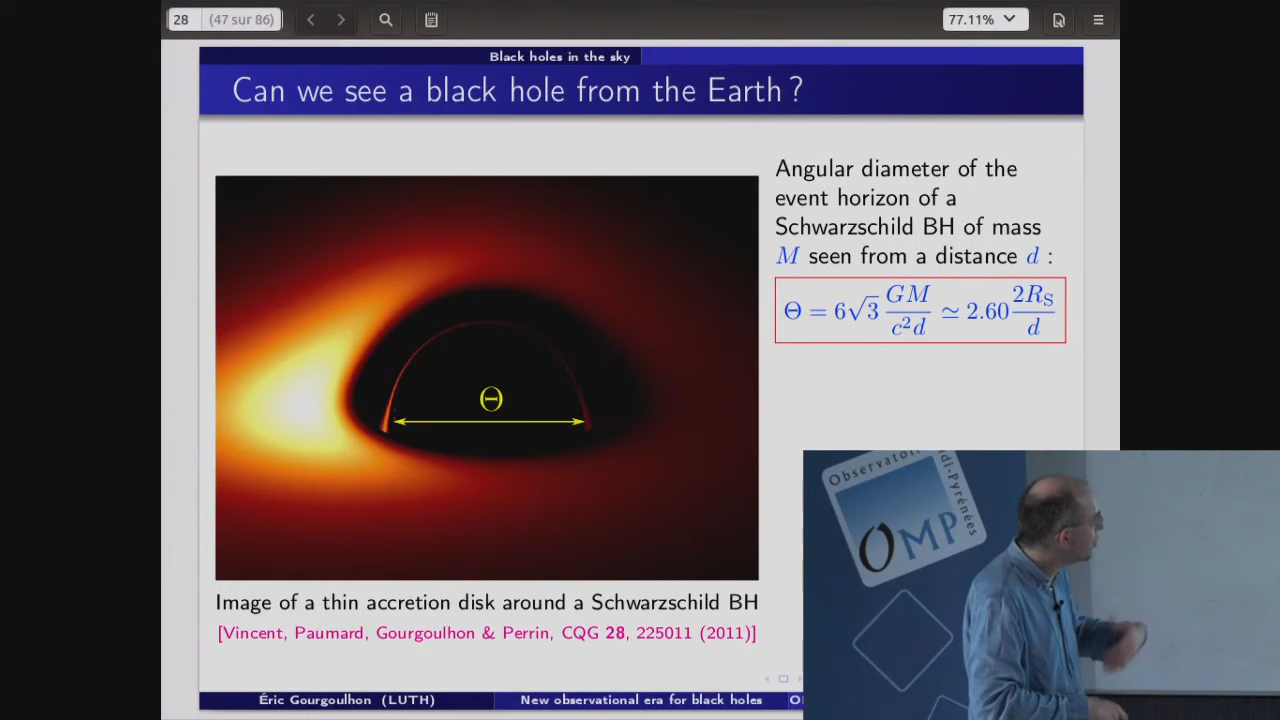 28 (47 sur 86)
77.11%
Black holes in the sky
Can we see a black hole from the Earth ?
Angular diameter of the
event horizon of a
Schwarzschild BH of mass
M seen from a distance d :
Θ = 6√3 GM/c²d ≃ 2.60 2R_S/d
Θ
Image of a thin accretion disk around a Schwarzschild BH
[Vincent, Paumard, Gourgoulhon & Perrin, CQG 28, 225011 (2011)]
Éric Gourgoulhon (LUTH)
New observational era for black holes
Observatoi
idi-Pyrénées
OMP